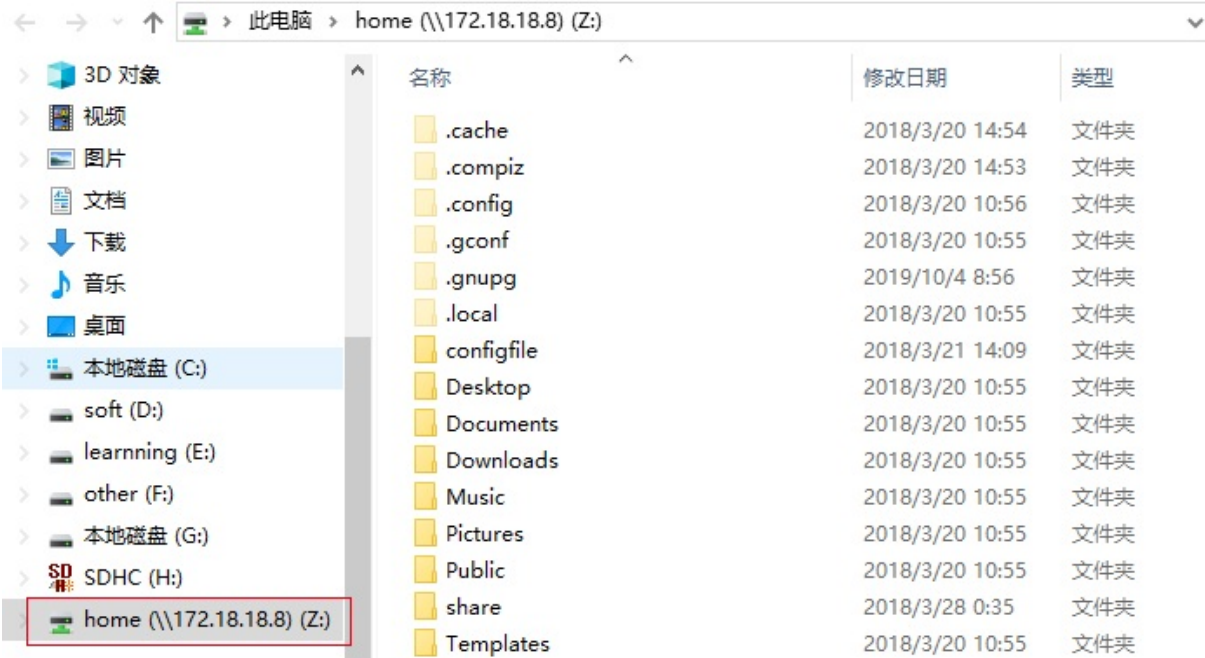 此电脑 > home (\\172.18.18.8) (Z:)
3D 对象
视频
图片
文档
下载
音乐
桌面
本地磁盘 (C:)
soft (D:)
learnning (E:)
other (F:)
本地磁盘 (G:)
SD SDHC (H:)
home (\\172.18.18.8) (Z:)
名称 修改日期 类型
.cache 2018/3/20 14:54 文件夹
.compiz 2018/3/20 14:53 文件夹
.config 2018/3/20 10:56 文件夹
.gconf 2018/3/20 10:55 文件夹
.gnupg 2019/10/4 8:56 文件夹
.local 2018/3/20 10:55 文件夹
configfile 2018/3/21 14:09 文件夹
Desktop 2018/3/20 10:55 文件夹
Documents 2018/3/20 10:55 文件夹
Downloads 2018/3/20 10:55 文件夹
Music 2018/3/20 10:55 文件夹
Pictures 2018/3/20 10:55 文件夹
Public 2018/3/20 10:55 文件夹
share 2018/3/28 0:35 文件夹
Templates 2018/3/20 10:55 文件夹